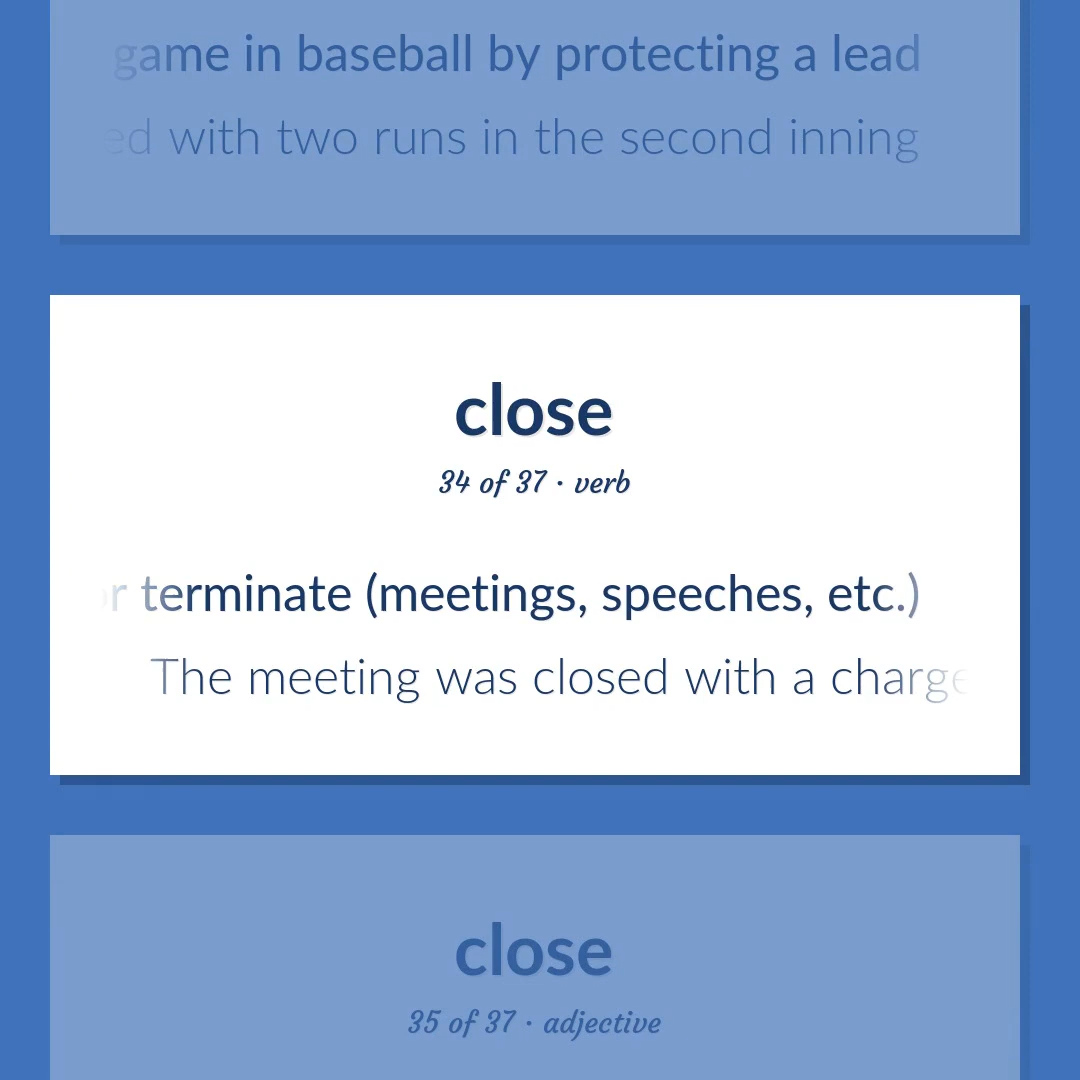 game in baseball by protecting a lead
with two runs in the second inning
close
34 of 37 · verb
or terminate (meetings, speeches, etc.)
The meeting was closed with a charge
close
35 of 37 · adjective